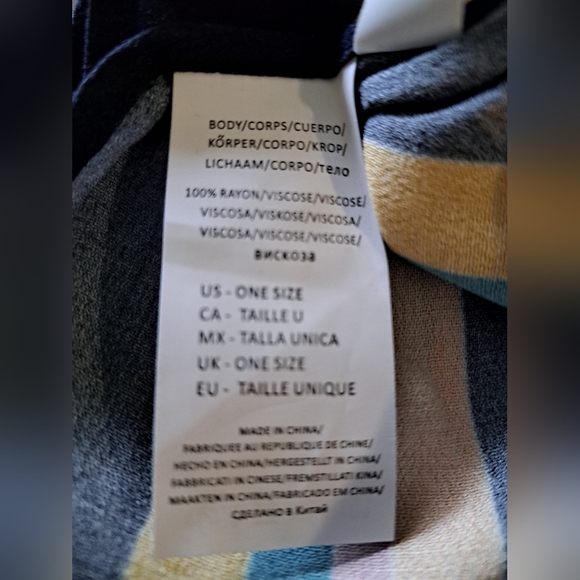 BODY/CORPS/CUERPO/
KŐRPER/CORPO/KROP/
LICHAAM/CORPO/тело
100% RAYON/VISCOSE/VISCOSE/
VISCOSA/VISKOSE/VISCOSA/
VISCOSA/VISCOSE/VISCOSE/
вискоза
US - ONE SIZE
CA - TAILLE U
MX - TALLA UNICA
UK - ONE SIZE
EU - TAILLE UNIQUE
MADE IN CHINA/
FABRIQUEE AU REPUBLIQUE DE CHINE/
HECHO EN CHINA/HERGESTELLT IN CHINA/
FABBRICATI IN CINESE/FREMSTILLATI KINA/
MAAKTEN IN CHINA/FABRICADO EM CHINA/
СДЕЛАНО В Китай